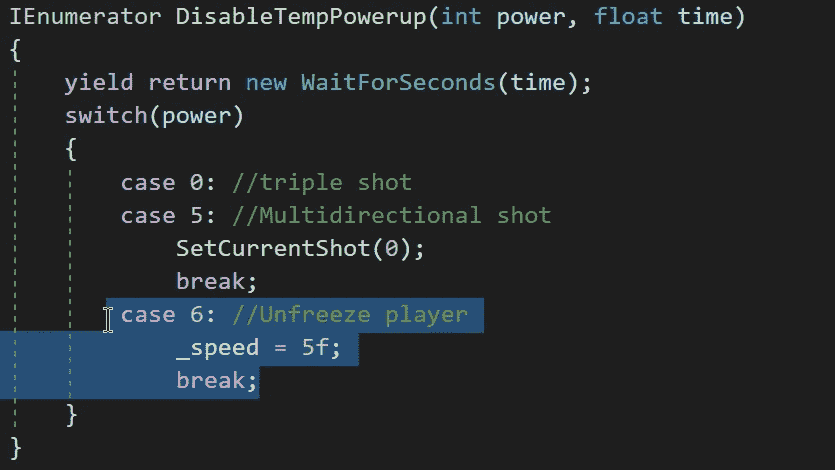 IEnumerator DisableTempPowerup(int power, float time)
{
    yield return new WaitForSeconds(time);
    switch(power)
    {
        case 0: //triple shot
        case 5: //Multidirectional shot
            SetCurrentShot(0);
            break;
        case 6: //Unfreeze player
            _speed = 5f;
            break;
    }
}